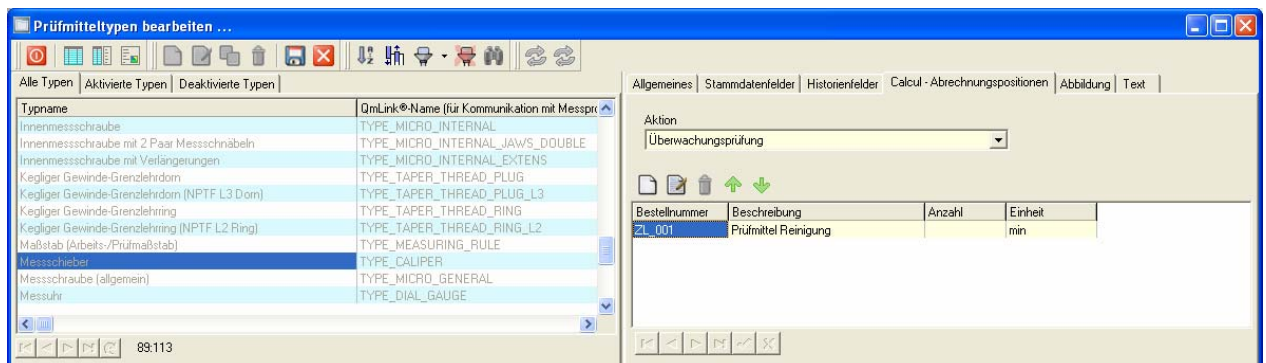 Prüfmitteltypen bearbeiten ...
Alle Typen Aktivierte Typen Deaktivierte Typen
Typname QmLink®-Name (für Kommunikation mit Messpro
Innenmessschraube TYPE_MICRO_INTERNAL
Innenmessschraube mit 2 Paar Messschnäbeln TYPE_MICRO_INTERNAL_JAWS_DOUBLE
Innenmessschraube mit Verlängerungen TYPE_MICRO_INTERNAL_EXTENS
Kegliger Gewinde-Grenzlehrdorn TYPE_TAPER_THREAD_PLUG
Kegliger Gewinde-Grenzlehrdorn (NPTF L3 Dorn) TYPE_TAPER_THREAD_PLUG_L3
Kegliger Gewinde-Grenzlehrring TYPE_TAPER_THREAD_RING
Kegliger Gewinde-Grenzlehrring (NPTF L2 Ring) TYPE_TAPER_THREAD_RING_L2
Maßstab (Arbeits-/Prüfmaßstab) TYPE_MEASURING_RULE
Messschieber TYPE_CALIPER
Messschraube (allgemein) TYPE_MICRO_GENERAL
Messuhr TYPE_DIAL_GAUGE
89:113
Allgemeines Stammdatenfelder Historienfelder Calcul - Abrechnungspositionen Abbildung Text
Aktion
Überwachungsprüfung
Bestellnummer Beschreibung Anzahl Einheit
ZL_001 Prüfmittel Reinigung min